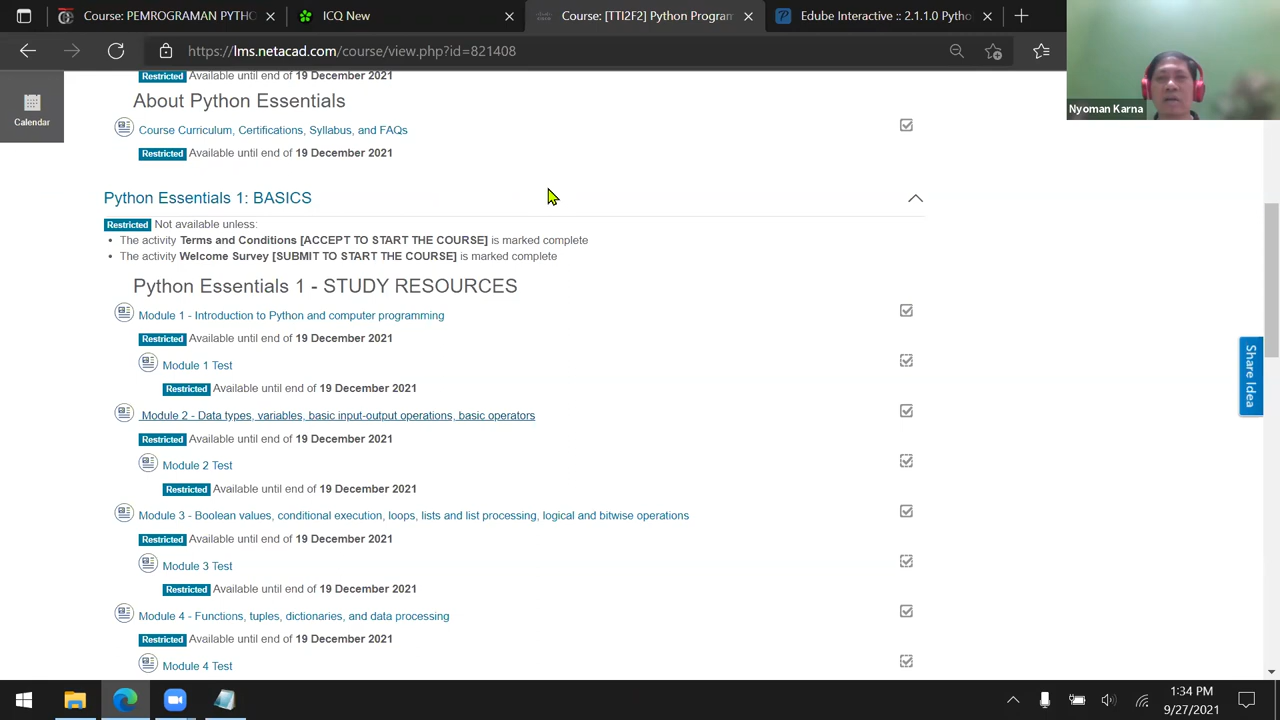 Course: PEMROGRAMAN PYTHO
ICQ New
Course: [TTI2F2] Python Program
Edube Interactive :: 2.1.1.0 Pytho
https://lms.netacad.com/course/view.php?id=821408
Nyoman Karna
Calendar
Restricted Available until end of 19 December 2021
About Python Essentials
Course Curriculum, Certifications, Syllabus, and FAQs
Restricted Available until end of 19 December 2021
Python Essentials 1: BASICS
Restricted Not available unless:
• The activity Terms and Conditions [ACCEPT TO START THE COURSE] is marked complete
• The activity Welcome Survey [SUBMIT TO START THE COURSE] is marked complete
Python Essentials 1 - STUDY RESOURCES
Module 1 - Introduction to Python and computer programming
Restricted Available until end of 19 December 2021
Module 1 Test
Restricted Available until end of 19 December 2021
Module 2 - Data types, variables, basic input-output operations, basic operators
Restricted Available until end of 19 December 2021
Module 2 Test
Restricted Available until end of 19 December 2021
Module 3 - Boolean values, conditional execution, loops, lists and list processing, logical and bitwise operations
Restricted Available until end of 19 December 2021
Module 3 Test
Restricted Available until end of 19 December 2021
Module 4 - Functions, tuples, dictionaries, and data processing
Restricted Available until end of 19 December 2021
Module 4 Test
Share Idea
1:34 PM
9/27/2021